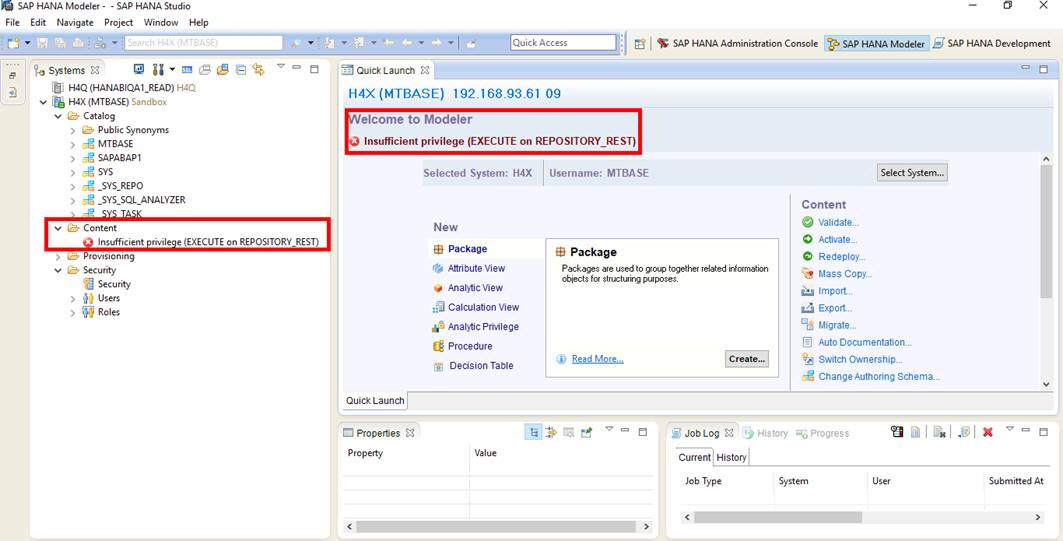 SAP HANA Modeler - - SAP HANA Studio
File Edit Navigate Project Window Help
Search H4X (MTBASE)
Quick Access
SAP HANA Administration Console
SAP HANA Modeler
SAP HANA Development
Systems
H4Q (HANABIQA1_READ) H4Q
H4X (MTBASE) Sandbox
Catalog
Public Synonyms
MTBASE
SAPABAP1
SYS
_SYS_REPO
_SYS_SQL_ANALYZER
_SYS_TASK
Content
Insufficient privilege (EXECUTE on REPOSITORY_REST)
Provisioning
Security
Security
Users
Roles
Quick Launch
H4X (MTBASE) 192.168.93.61 09
Welcome to Modeler
Insufficient privilege (EXECUTE on REPOSITORY_REST)
Selected System: H4X
Username: MTBASE
Select System...
New
Package
Attribute View
Analytic View
Calculation View
Analytic Privilege
Procedure
Decision Table
Package
Packages are used to group together related information
objects for structuring purposes.
Read More...
Create...
Content
Validate...
Activate...
Redeploy...
Mass Copy...
Import...
Export...
Migrate...
Auto Documentation...
Switch Ownership...
Change Authoring Schema...
Quick Launch
Properties
Property Value
Job Log
History
Progress
Current History
Job Type System User Submitted At